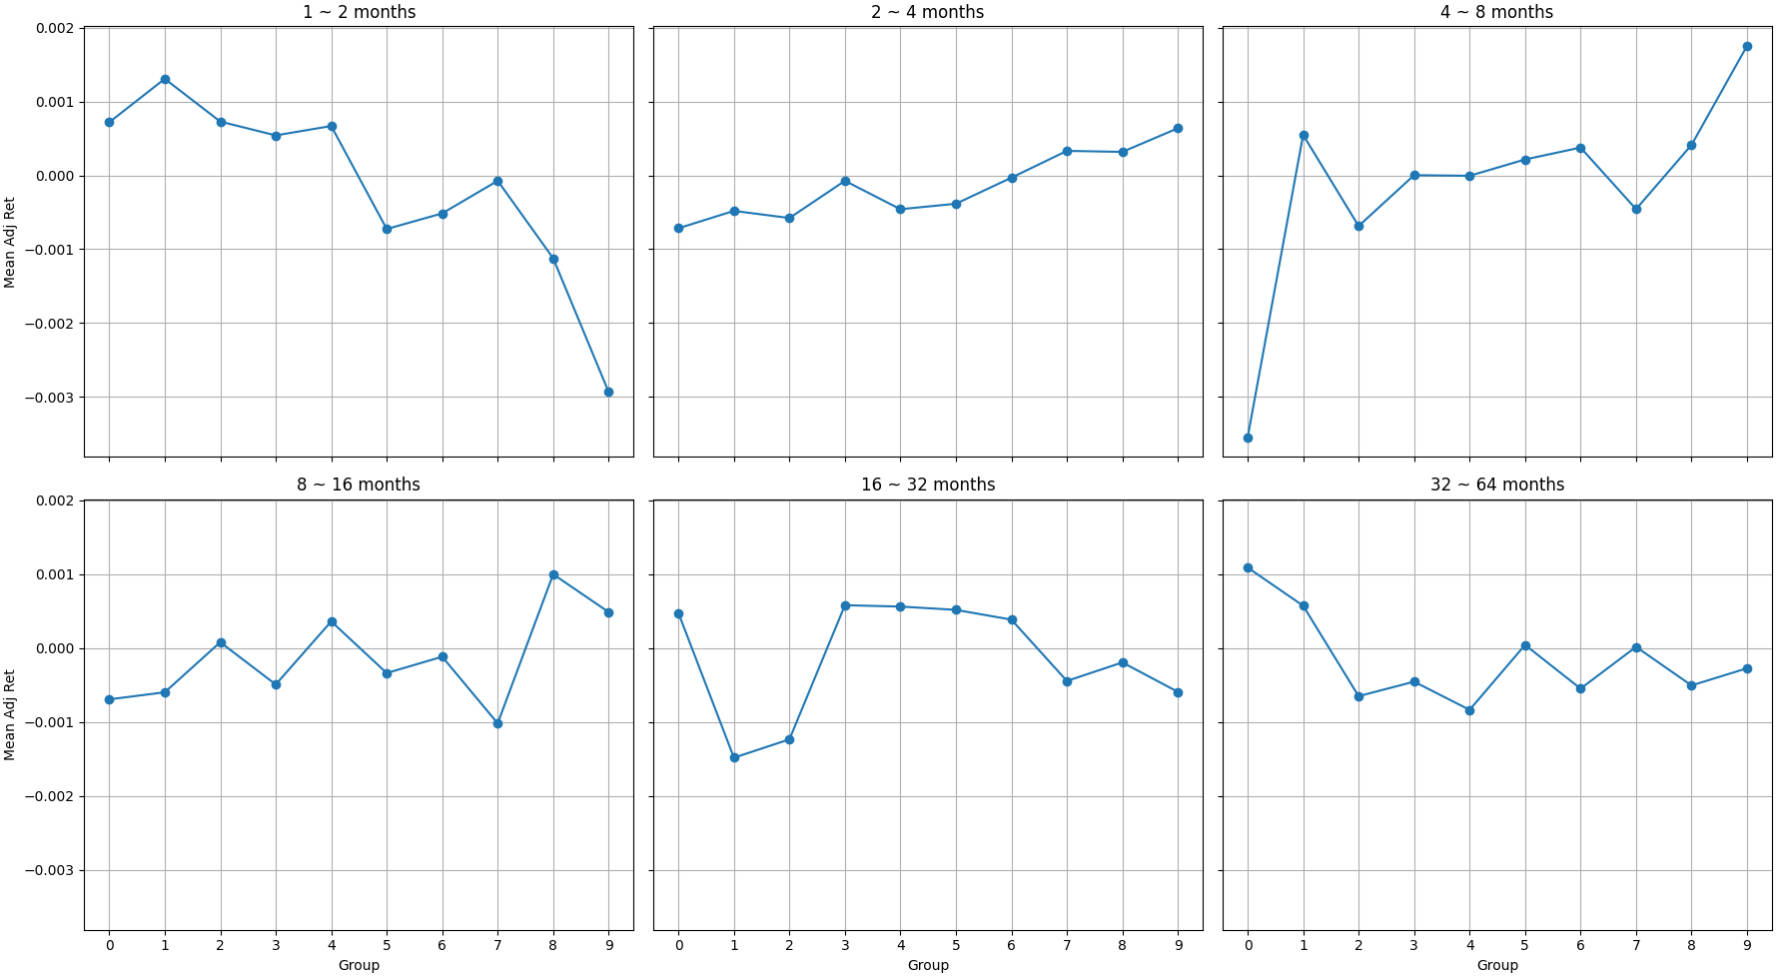 1 ~ 2 months
2 ~ 4 months
4 ~ 8 months
0.002
0.001
0.000
−0.001
−0.002
−0.003
Mean Adj Ret
8 ~ 16 months
16 ~ 32 months
32 ~ 64 months
0.002
0.001
0.000
−0.001
−0.002
−0.003
Mean Adj Ret
0 1 2 3 4 5 6 7 8 9
0 1 2 3 4 5 6 7 8 9
0 1 2 3 4 5 6 7 8 9
Group
Group
Group